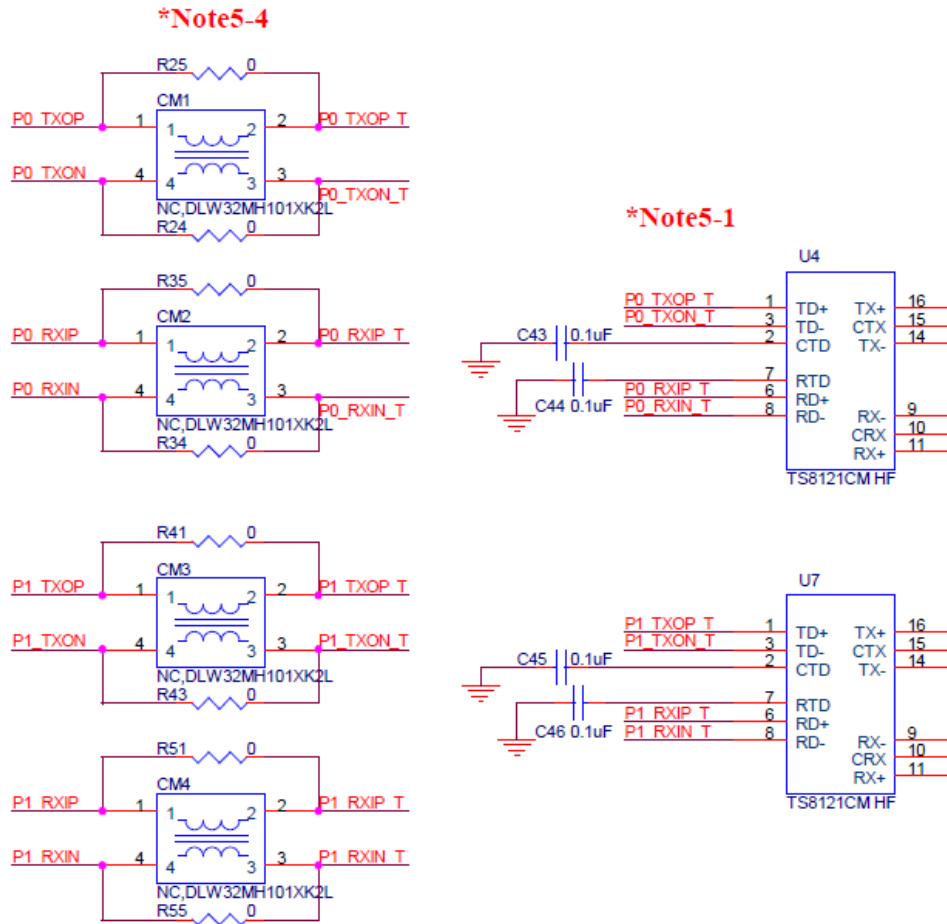 *Note5-4
R25 0
CM1
P0_TXOP 1 1 2 2 P0_TXOP_T
P0_TXON 4 4 3 3 P0_TXON_T
NC,DLW32MH101XK2L
R24 0
R35 0
CM2
P0_RXIP 1 1 2 2 P0_RXIP_T
P0_RXIN 4 4 3 3 P0_RXIN_T
NC,DLW32MH101XK2L
R34 0
R41 0
CM3
P1_TXOP 1 1 2 2 P1_TXOP_T
P1_TXON 4 4 3 3 P1_TXON_T
NC,DLW32MH101XK2L
R43 0
R51 0
CM4
P1_RXIP 1 1 2 2 P1_RXIP_T
P1_RXIN 4 4 3 3 P1_RXIN_T
NC,DLW32MH101XK2L
R55 0
*Note5-1
U4
P0_TXOP_T 1 TD+ TX+ 16
P0_TXON_T 3 TD- CTX 15
C43 0.1uF 2 CTD TX- 14
7 RTD
P0_RXIP_T 6 RD+
C44 0.1uF P0_RXIN_T 8 RD- RX- 9
CRX 10
RX+ 11
TS8121CM HF
U7
P1_TXOP_T 1 TD+ TX+ 16
P1_TXON_T 3 TD- CTX 15
C45 0.1uF 2 CTD TX- 14
7 RTD
P1_RXIP_T 6 RD+
C46 0.1uF P1_RXIN_T 8 RD- RX- 9
CRX 10
RX+ 11
TS8121CM HF